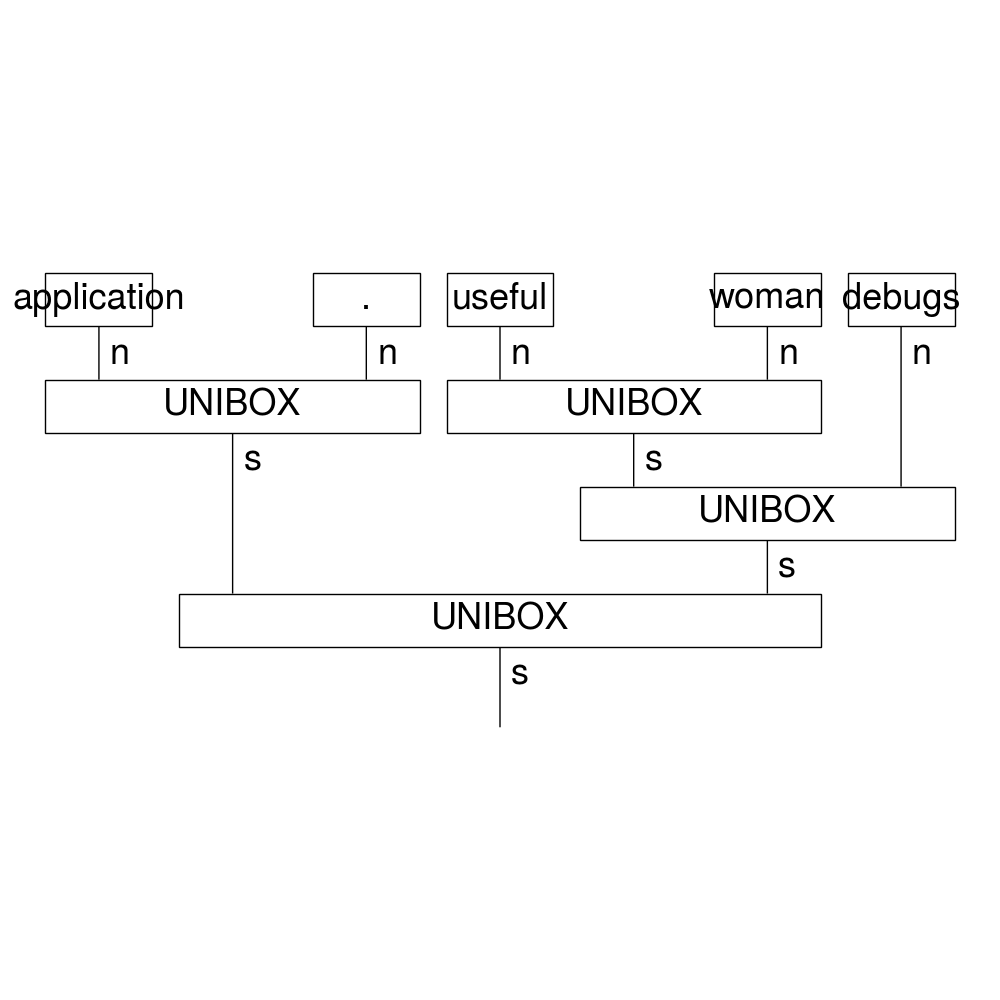 application . useful woman debugs
n n n n n
UNIBOX UNIBOX
s s
UNIBOX
s
UNIBOX
s